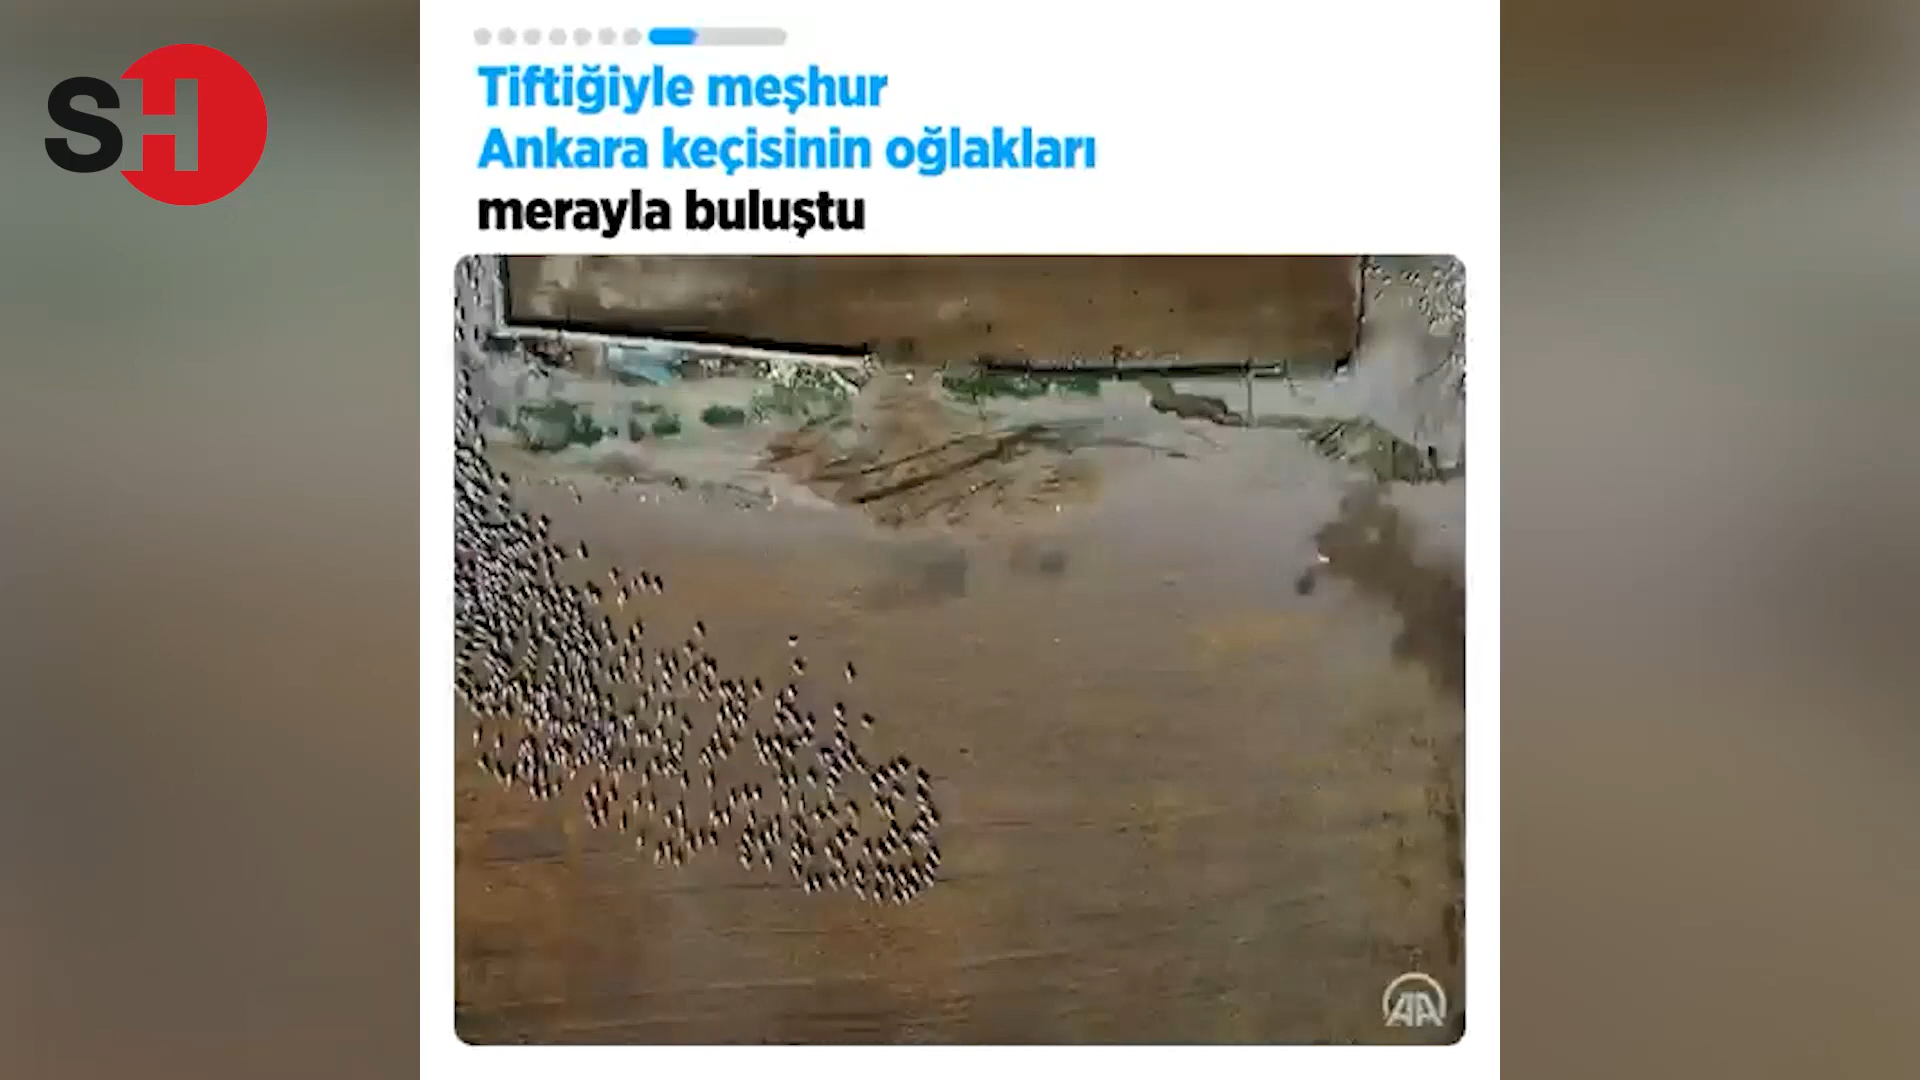 SH
Tiftiğiyle meşhur
Ankara keçisinin oğlakları
merayla buluştu
AA